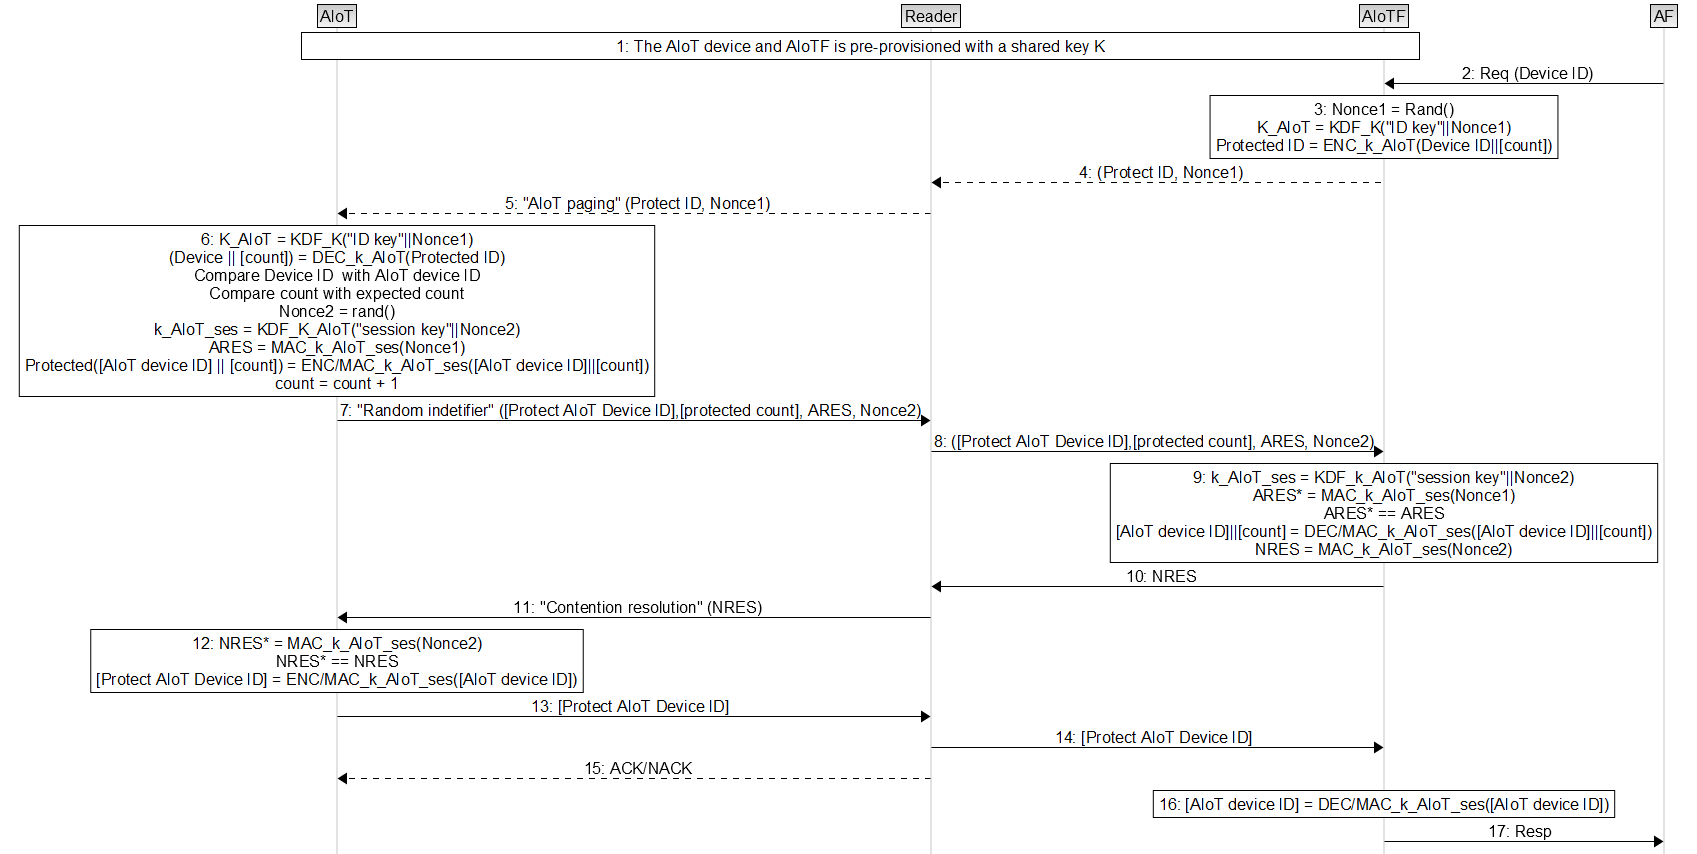 AIoT
Reader
AIoTF
AF
1: The AIoT device and AIoTF is pre-provisioned with a shared key K
2: Req (Device ID)
3: Nonce1 = Rand()
K_AIoT = KDF_K("ID key"||Nonce1)
Protected ID = ENC_k_AIoT(Device ID||[count])
4: (Protect ID, Nonce1)
5: "AIoT paging" (Protect ID, Nonce1)
6: K_AIoT = KDF_K("ID key"||Nonce1)
(Device || [count]) = DEC_k_AIoT(Protected ID)
Compare Device ID  with AIoT device ID
Compare count with expected count
Nonce2 = rand()
k_AIoT_ses = KDF_K_AIoT("session key"||Nonce2)
ARES = MAC_k_AIoT_ses(Nonce1)
Protected([AIoT device ID] || [count]) = ENC/MAC_k_AIoT_ses([AIoT device ID]||[count])
count = count + 1
7: "Random indetifier" ([Protect AIoT Device ID],[protected count], ARES, Nonce2)
8: ([Protect AIoT Device ID],[protected count], ARES, Nonce2)
9: k_AIoT_ses = KDF_k_AIoT("session key"||Nonce2)
ARES* = MAC_k_AIoT_ses(Nonce1)
ARES* == ARES
[AIoT device ID]||[count] = DEC/MAC_k_AIoT_ses([AIoT device ID]||[count])
NRES = MAC_k_AIoT_ses(Nonce2)
10: NRES
11: "Contention resolution" (NRES)
12: NRES* = MAC_k_AIoT_ses(Nonce2)
NRES* == NRES
[Protect AIoT Device ID] = ENC/MAC_k_AIoT_ses([AIoT device ID])
13: [Protect AIoT Device ID]
14: [Protect AIoT Device ID]
15: ACK/NACK
16: [AIoT device ID] = DEC/MAC_k_AIoT_ses([AIoT device ID])
17: Resp